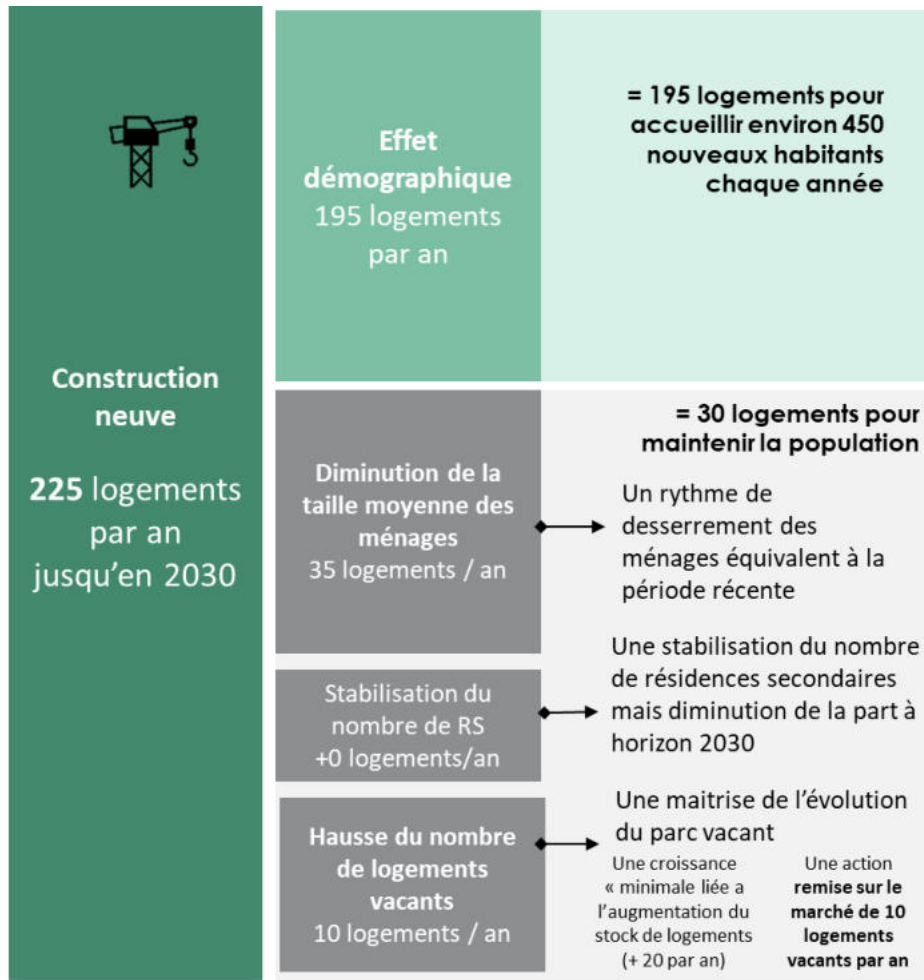 Construction
neuve
225 logements
par an
jusqu'en 2030
Effet
démographique
195 logements
par an
= 195 logements pour
accueillir environ 450
nouveaux habitants
chaque année
= 30 logements pour
maintenir la population
Diminution de la
taille moyenne des
ménages
35 logements / an
Un rythme de
desserrement des
ménages équivalent à la
période récente
Stabilisation du
nombre de RS
+0 logements/an
Une stabilisation du nombre
de résidences secondaires
mais diminution de la part à
horizon 2030
Hausse du nombre
de logements
vacants
10 logements / an
Une maitrise de l'évolution
du parc vacant
Une croissance
« minimale liée a
l'augmentation du
stock de logements
(+ 20 par an)
Une action
remise sur le
marché de 10
logements
vacants par an